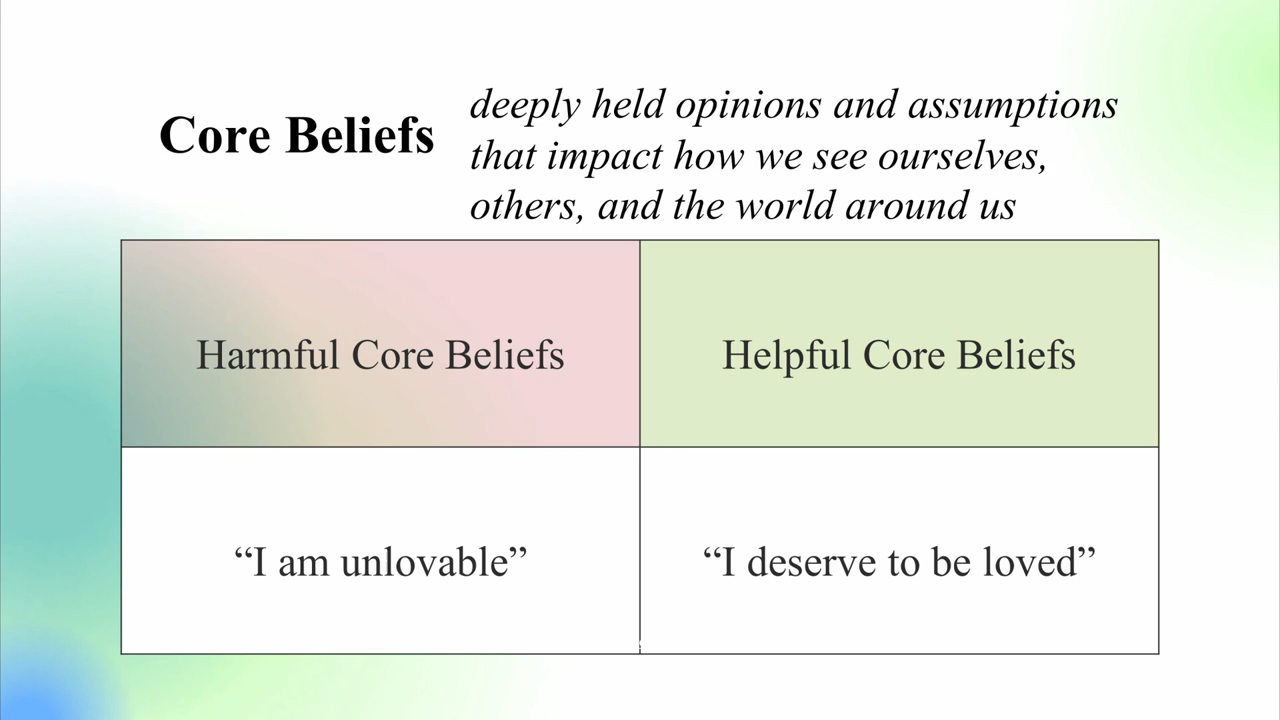 Core Beliefs
deeply held opinions and assumptions
that impact how we see ourselves,
others, and the world around us
Harmful Core Beliefs
Helpful Core Beliefs
“I am unlovable”
“I deserve to be loved”